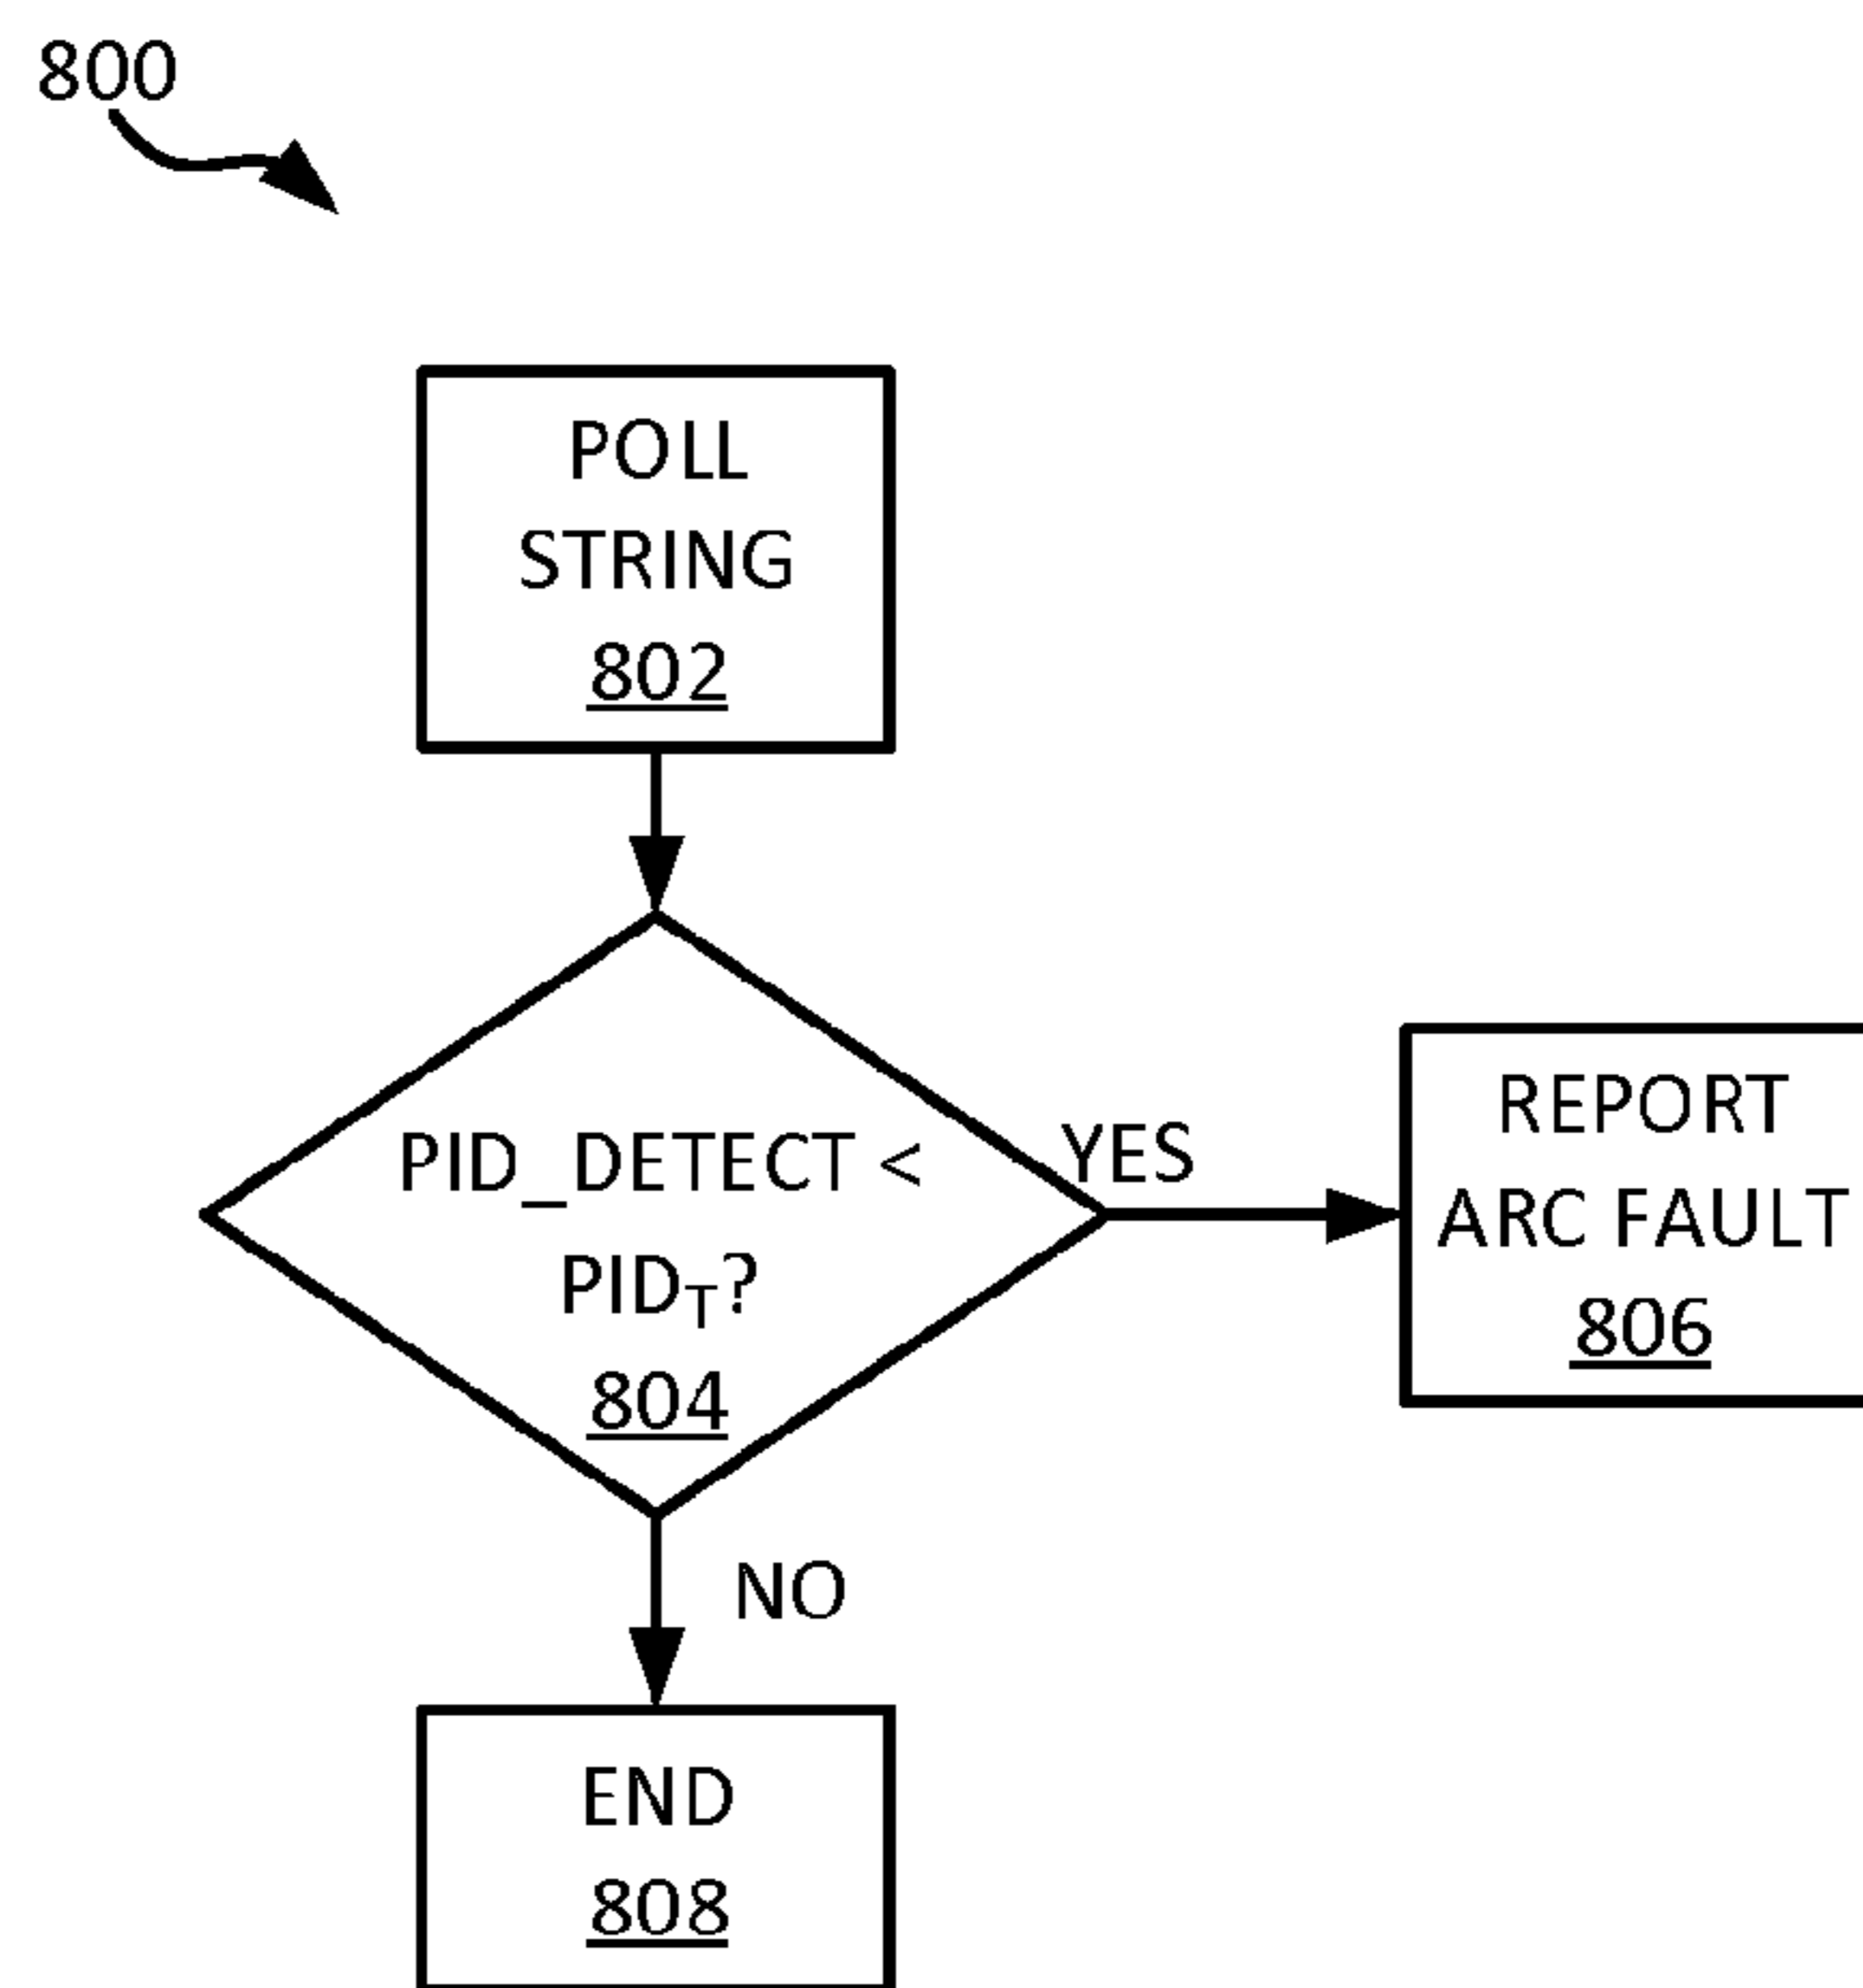 800
POLL
STRING
802
PID_DETECT <
PIDT?
804
YES
REPORT
ARC FAULT
806
NO
END
808